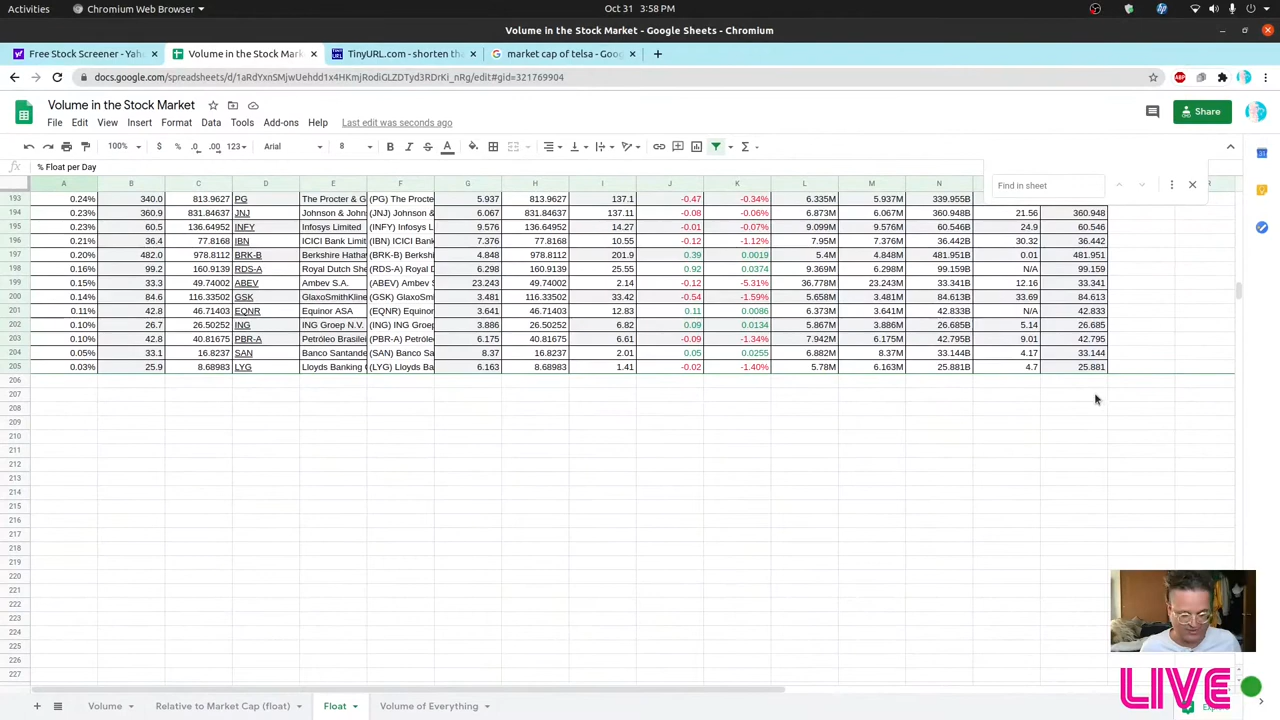 Activities
Chromium Web Browser
Oct 31 3:58 PM
Volume in the Stock Market - Google Sheets - Chromium
Free Stock Screener - Yah
Volume in the Stock Mark
TinyURL.com - shorten th
market cap of telsa - Goog
docs.google.com/spreadsheets/d/1aRdYxnSMjwUehdd1x4HKmjRodiGLZDTyd3RDrKi_nRg/edit#gid=321769904
Volume in the Stock Market
File Edit View Insert Format Data Tools Add-ons Help Last edit was seconds ago
Share
100% $ % .0 .00 123 Arial 8 B I S A
fx % Float per Day
Find in sheet
A B C D E F G H I J K L M N R
193 0.24% 340.0 813.9627 PG The Procter & G (PG) The Procte 5.937 813.9627 137.1 -0.47 -0.34% 6.335M 5.937M 339.955B
194 0.23% 360.9 831.84637 JNJ Johnson & John (JNJ) Johnson & 6.067 831.84637 137.11 -0.08 -0.06% 6.873M 6.067M 360.948B 21.56 360.948
195 0.23% 60.5 136.64952 INFY Infosys Limited (INFY) Infosys L 9.576 136.64952 14.27 -0.01 -0.07% 9.099M 9.576M 60.546B 24.9 60.546
196 0.21% 36.4 77.8168 IBN ICICI Bank Limit (IBN) ICICI Bank 7.376 77.8168 10.55 -0.12 -1.12% 7.95M 7.376M 36.442B 30.32 36.442
197 0.20% 482.0 978.8112 BRK-B Berkshire Hatha (BRK-B) Berksh 4.848 978.8112 201.9 0.39 0.0019 5.4M 4.848M 481.951B 0.01 481.951
198 0.16% 99.2 160.9139 RDS-A Royal Dutch She (RDS-A) Royal D 6.298 160.9139 25.55 0.92 0.0374 9.369M 6.298M 99.159B N/A 99.159
199 0.15% 33.3 49.74002 ABEV Ambev S.A. (ABEV) Ambev S 23.243 49.74002 2.14 -0.12 -5.31% 36.778M 23.243M 33.341B 12.16 33.341
200 0.14% 84.6 116.33502 GSK GlaxoSmithKline (GSK) GlaxoSmi 3.481 116.33502 33.42 -0.54 -1.59% 5.658M 3.481M 84.613B 33.69 84.613
201 0.11% 42.8 46.71403 EQNR Equinor ASA (EQNR) Equinor 3.641 46.71403 12.83 0.11 0.0086 6.373M 3.641M 42.833B N/A 42.833
202 0.10% 26.7 26.50252 ING ING Groep N.V. (ING) ING Groep 3.886 26.50252 6.82 0.09 0.0134 5.867M 3.886M 26.685B 5.14 26.685
203 0.10% 42.8 40.81675 PBR-A Petróleo Brasilei (PBR-A) Petróle 6.175 40.81675 6.61 -0.09 -1.34% 7.942M 6.175M 42.795B 9.01 42.795
204 0.05% 33.1 16.8237 SAN Banco Santande (SAN) Banco Sa 8.37 16.8237 2.01 0.05 0.0255 6.882M 8.37M 33.144B 4.17 33.144
205 0.03% 25.9 8.68983 LYG Lloyds Banking (LYG) Lloyds Ba 6.163 8.68983 1.41 -0.02 -1.40% 5.78M 6.163M 25.881B 4.7 25.881
206
207
208
209
210
211
212
213
214
215
216
217
218
219
220
221
222
223
224
225
226
227
LIVE
Volume Relative to Market Cap (float) Float Volume of Everything